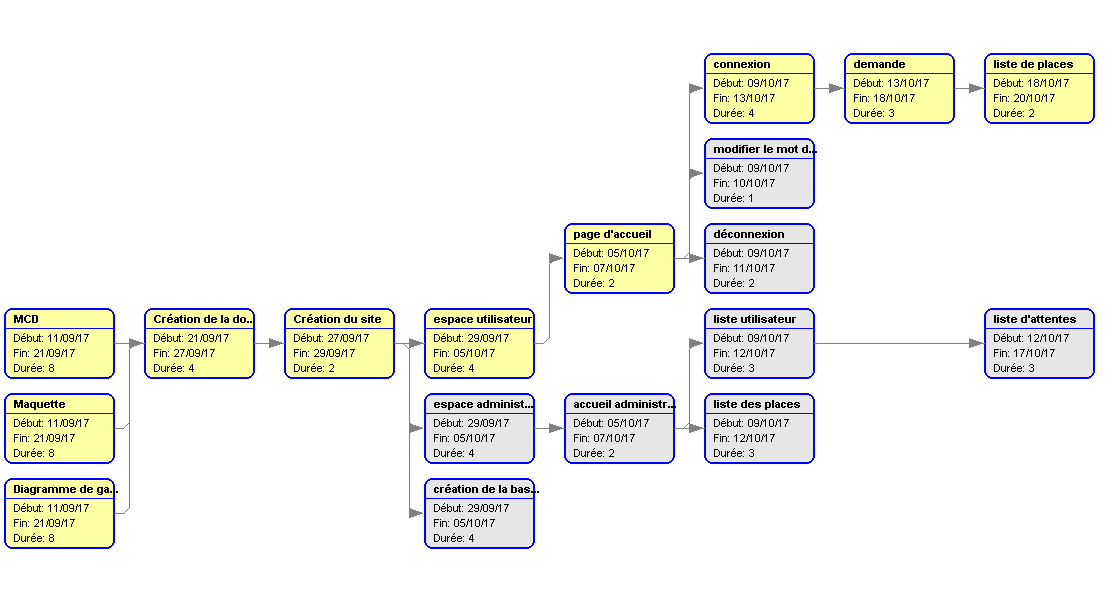 connexion
Début: 09/10/17
Fin: 13/10/17
Durée: 4
demande
Début: 13/10/17
Fin: 18/10/17
Durée: 3
liste de places
Début: 18/10/17
Fin: 20/10/17
Durée: 2
modifier le mot d...
Début: 09/10/17
Fin: 10/10/17
Durée: 1
page d'accueil
Début: 05/10/17
Fin: 07/10/17
Durée: 2
déconnexion
Début: 09/10/17
Fin: 11/10/17
Durée: 2
MCD
Début: 11/09/17
Fin: 21/09/17
Durée: 8
Création de la do...
Début: 21/09/17
Fin: 27/09/17
Durée: 4
Création du site
Début: 27/09/17
Fin: 29/09/17
Durée: 2
espace utilisateur
Début: 29/09/17
Fin: 05/10/17
Durée: 4
liste utilisateur
Début: 09/10/17
Fin: 12/10/17
Durée: 3
liste d'attentes
Début: 12/10/17
Fin: 17/10/17
Durée: 3
Maquette
Début: 11/09/17
Fin: 21/09/17
Durée: 8
espace administ...
Début: 29/09/17
Fin: 05/10/17
Durée: 4
accueil administr...
Début: 05/10/17
Fin: 07/10/17
Durée: 2
liste des places
Début: 09/10/17
Fin: 12/10/17
Durée: 3
Diagramme de ga...
Début: 11/09/17
Fin: 21/09/17
Durée: 8
création de la bas...
Début: 29/09/17
Fin: 05/10/17
Durée: 4